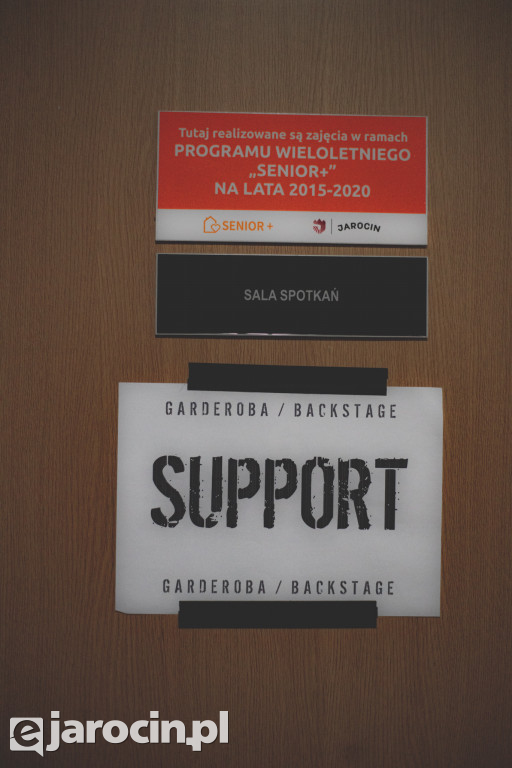 Tutaj realizowane są zajęcia w ramach
PROGRAMU WIELOLETNIEGO
„SENIOR+”
NA LATA 2015-2020
SENIOR + JAROCIN
SALA SPOTKAŃ
GARDEROBA / BACKSTAGE
SUPPORT
GARDEROBA / BACKSTAGE
ejarocin.pl